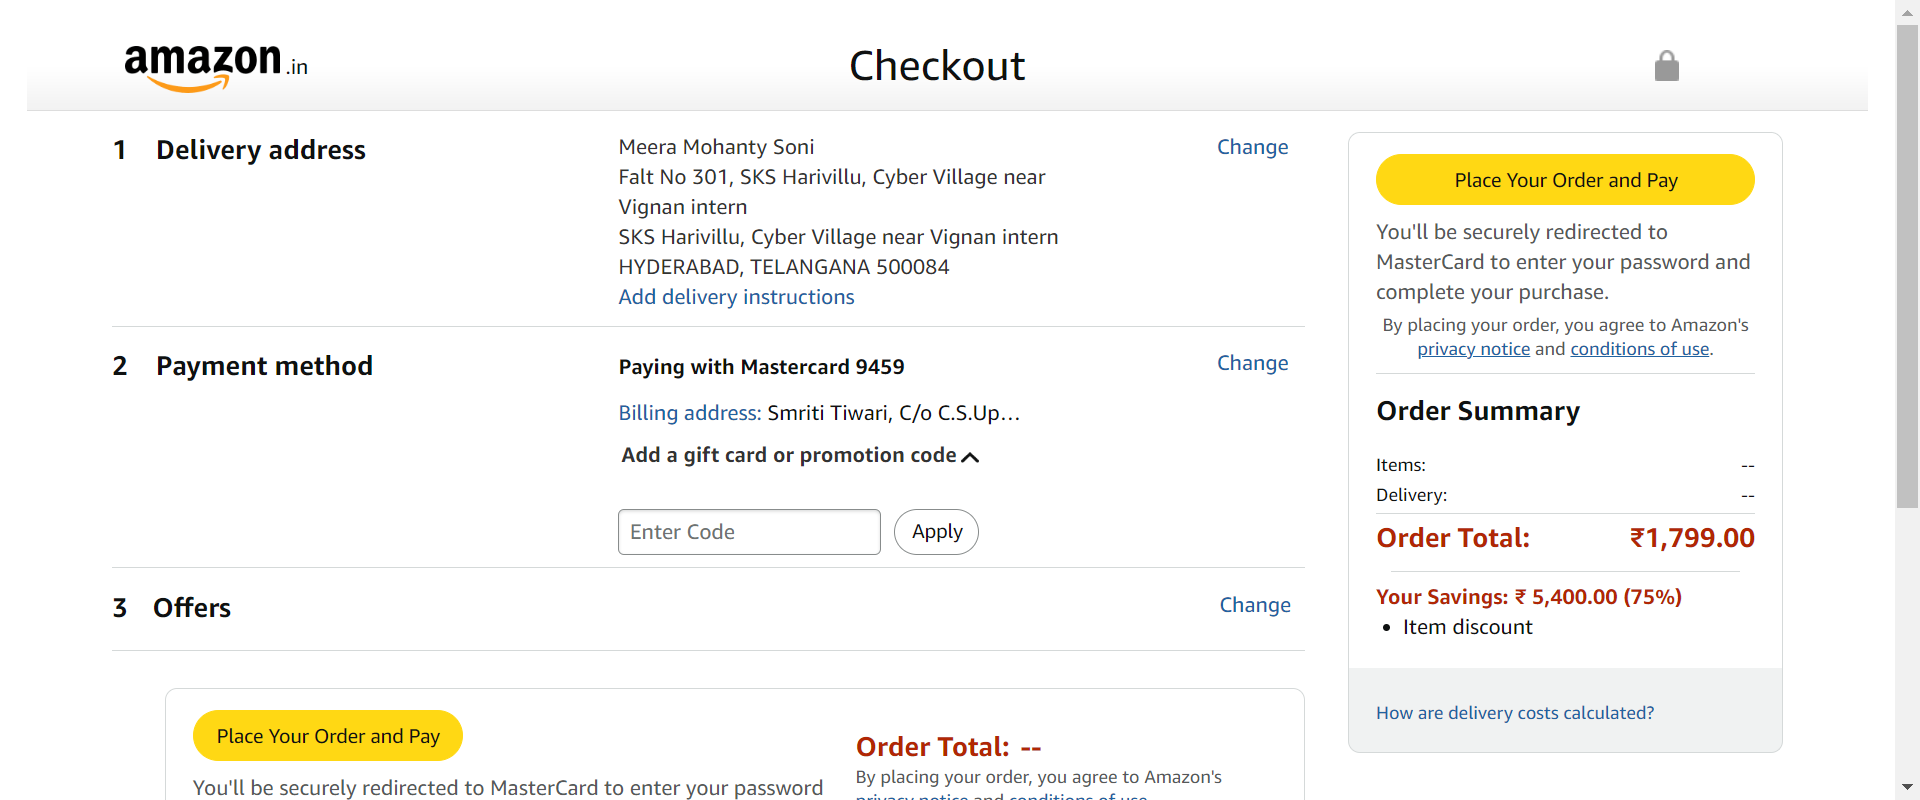 amazon.in
Checkout
1 Delivery address
Meera Mohanty Soni
Falt No 301, SKS Harivillu, Cyber Village near
Vignan intern
SKS Harivillu, Cyber Village near Vignan intern
HYDERABAD, TELANGANA 500084
Add delivery instructions
Change
2 Payment method
Paying with Mastercard 9459
Change
Billing address: Smriti Tiwari, C/o C.S.Up…
Add a gift card or promotion code
Enter Code
Apply
3 Offers
Change
Place Your Order and Pay
You'll be securely redirected to MasterCard to enter your password
Order Total: --
By placing your order, you agree to Amazon's
privacy notice and conditions of use.
Place Your Order and Pay
You'll be securely redirected to
MasterCard to enter your password and
complete your purchase.
By placing your order, you agree to Amazon's
privacy notice and conditions of use.
Order Summary
Items: --
Delivery: --
Order Total: ₹1,799.00
Your Savings: ₹ 5,400.00 (75%)
• Item discount
How are delivery costs calculated?